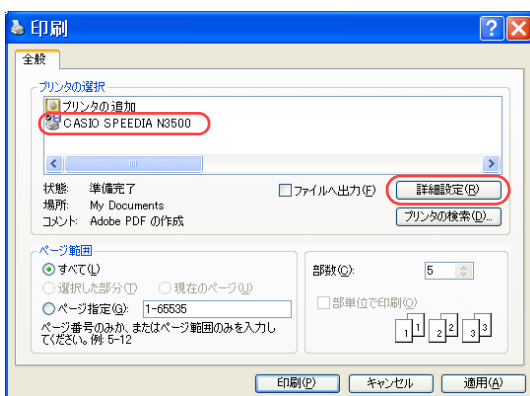 印刷
全般
プリンタの選択
プリンタの追加
CASIO SPEEDIA N3500
状態: 準備完了
場所: My Documents
コメント: Adobe PDF の作成
ファイルへ出力(F)
詳細設定(R)
プリンタの検索(D)...
ページ範囲
すべて(L)
選択した部分(T) 現在のページ(U)
ページ指定(G): 1-65535
ページ番号のみか、またはページ範囲のみを入力し
てください。例: 5-12
部数(C): 5
部単位で印刷(O)
1 1 2 2 3 3
印刷(P) キャンセル 適用(A)